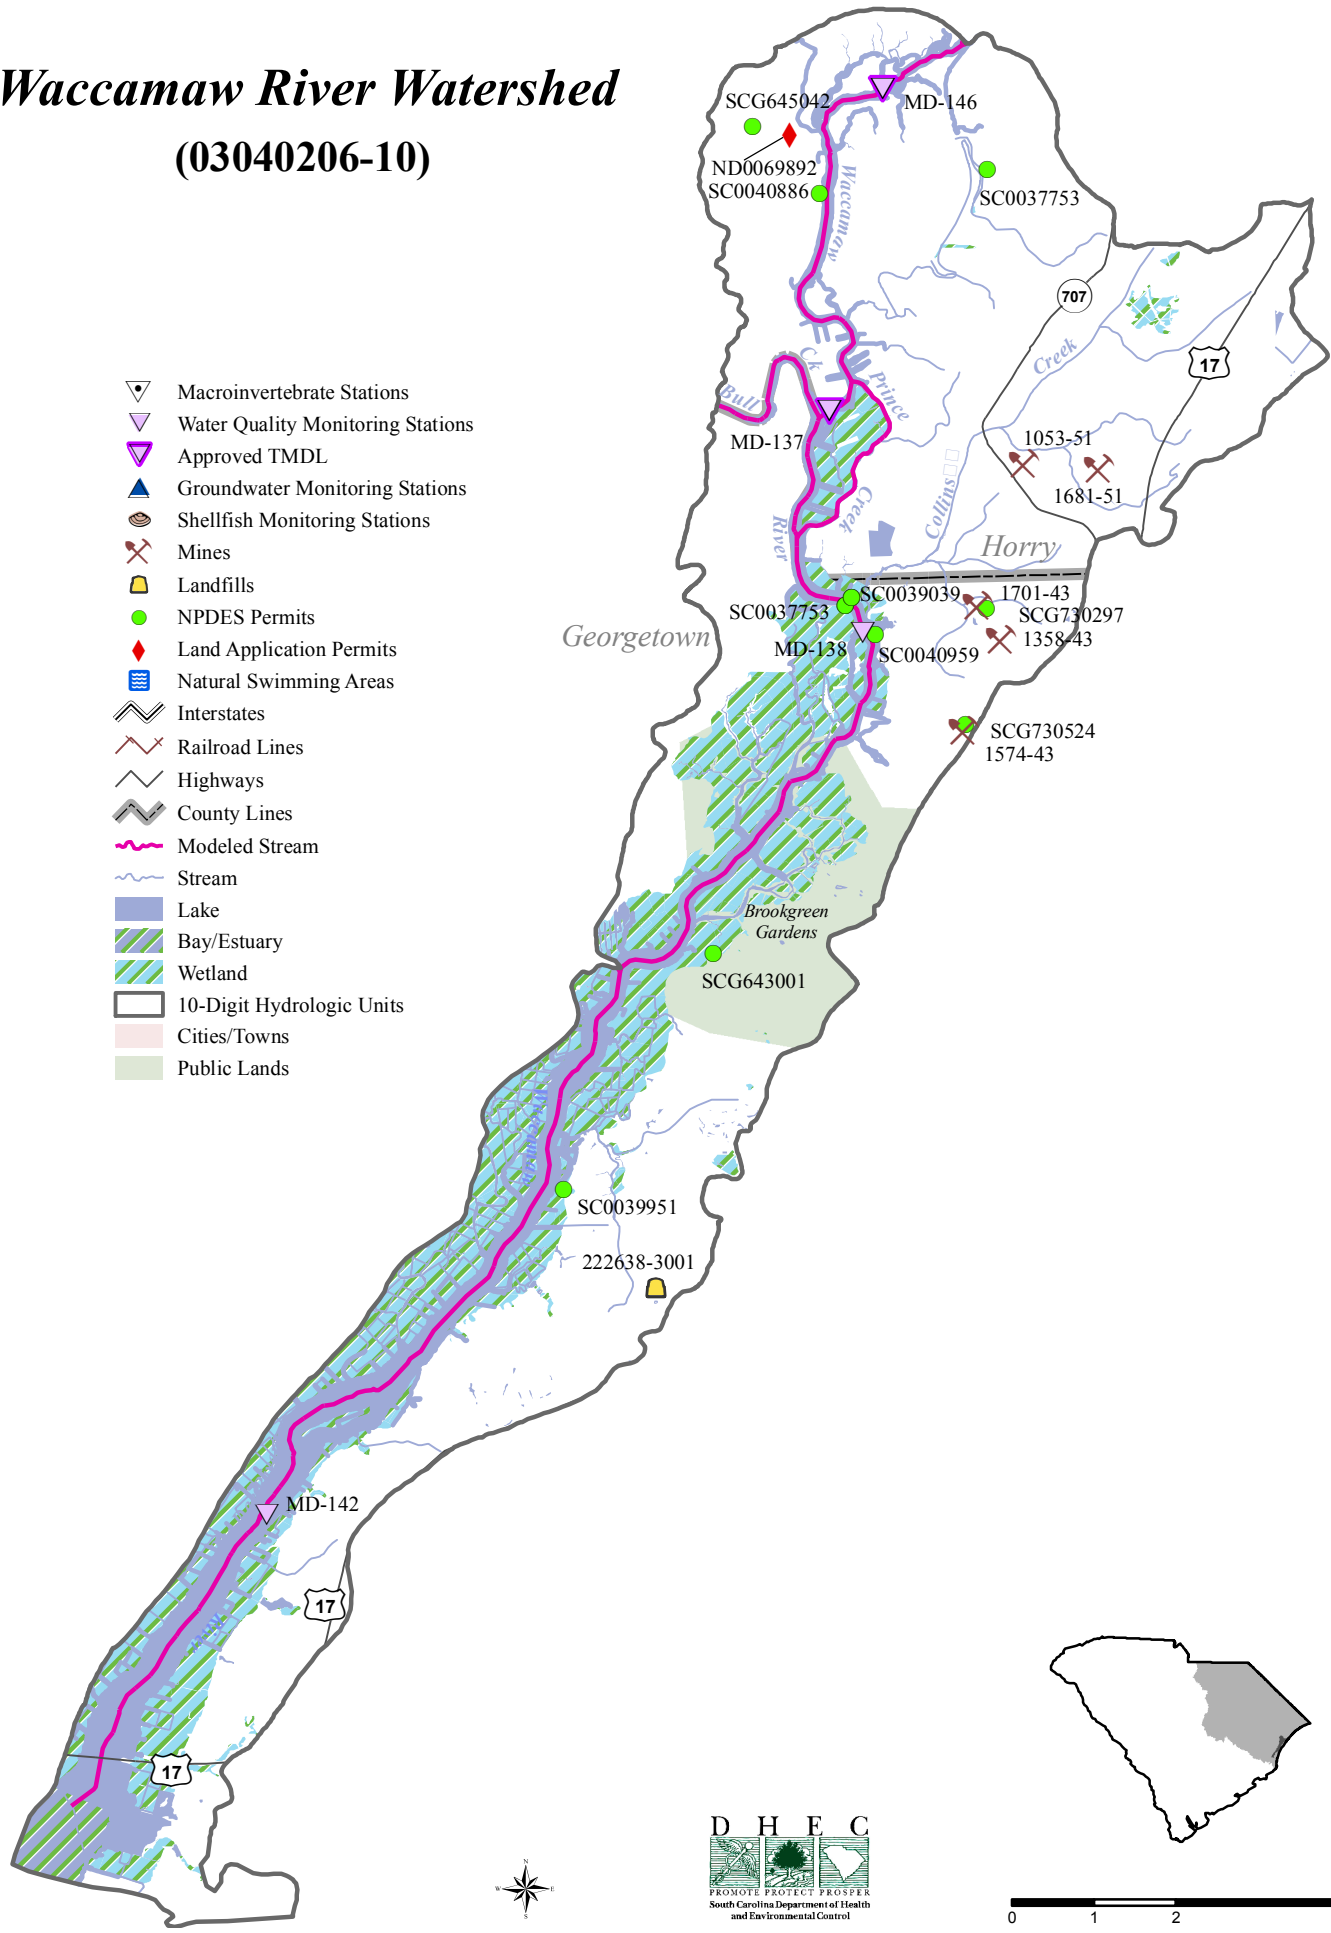 Waccamaw River Watershed
(03040206-10)
SCG645042
MD-146
ND0069892
SC0040886
SC0037753
Waccamaw
707
Creek
17
Ck
Prince
Bull
MD-137
1053-51
1681-51
Creek
Collins
River
Horry
SC0039039
1701-43
SC0037753
SCG730297
Georgetown
MD-138
1358-43
SC0040959
SCG730524
1574-43
Macroinvertebrate Stations
Water Quality Monitoring Stations
Approved TMDL
Groundwater Monitoring Stations
Shellfish Monitoring Stations
Mines
Landfills
NPDES Permits
Land Application Permits
Natural Swimming Areas
Interstates
Railroad Lines
Highways
County Lines
Modeled Stream
Stream
Lake
Bay/Estuary
Wetland
10-Digit Hydrologic Units
Cities/Towns
Public Lands
Brookgreen
Gardens
SCG643001
Waccamaw
SC0039951
222638-3001
MD-142
17
River
17
N
W E
S
D H E C
PROMOTE PROTECT PROSPER
South Carolina Department of Health
and Environmental Control
0 1 2